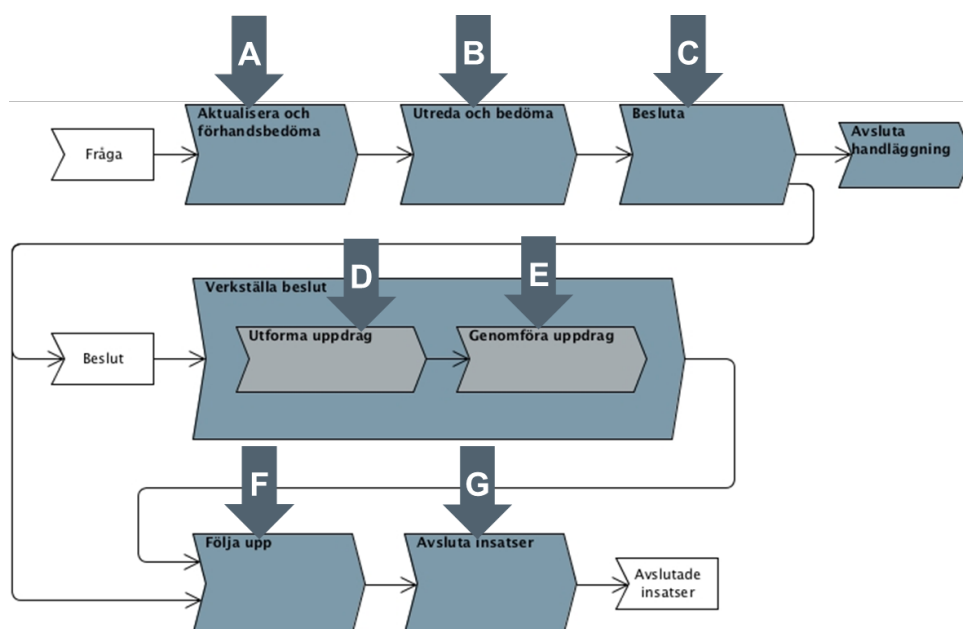 A
B
C
Aktualisera och
förhandsbedöma
Utreda och bedöma
Besluta
Avsluta
handläggning
Fråga
D
E
Verkställa beslut
Utforma uppdrag
Genomföra uppdrag
Beslut
F
G
Följa upp
Avsluta insatser
Avslutade
insatser